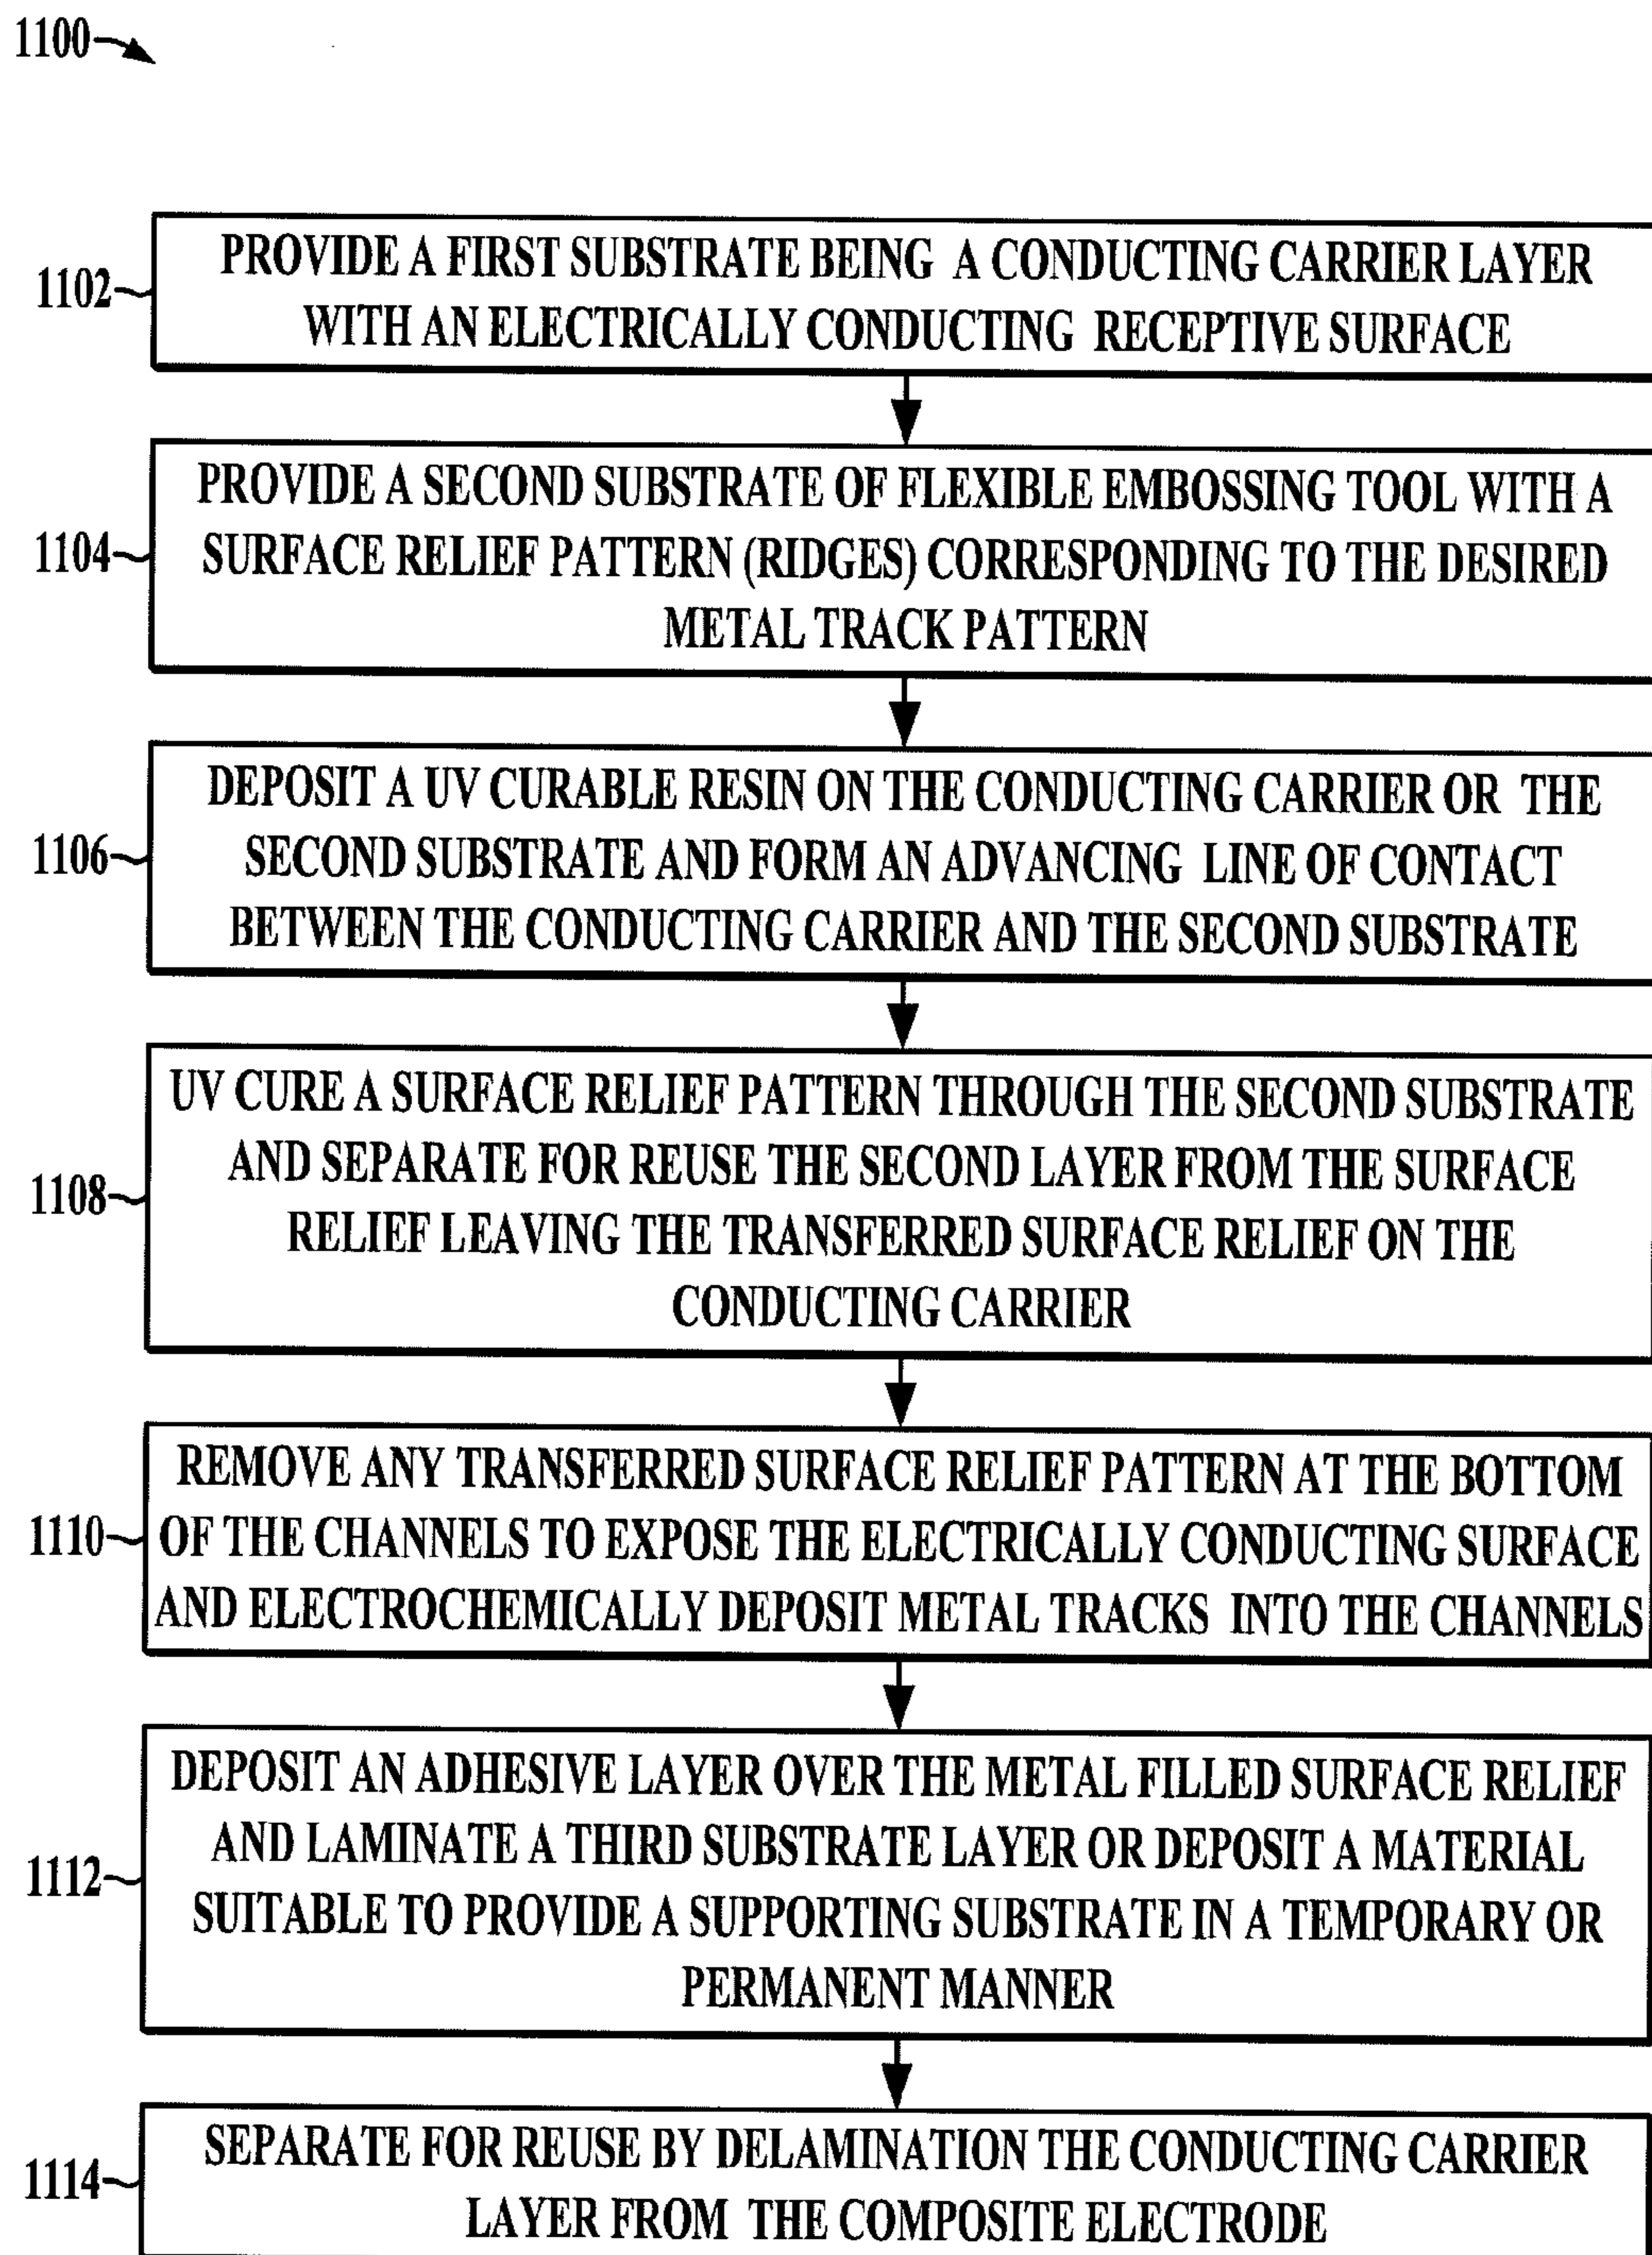 1100
1102
PROVIDE A FIRST SUBSTRATE BEING A CONDUCTING CARRIER LAYER
WITH AN ELECTRICALLY CONDUCTING RECEPTIVE SURFACE
1104
PROVIDE A SECOND SUBSTRATE OF FLEXIBLE EMBOSSING TOOL WITH A
SURFACE RELIEF PATTERN (RIDGES) CORRESPONDING TO THE DESIRED
METAL TRACK PATTERN
1106
DEPOSIT A UV CURABLE RESIN ON THE CONDUCTING CARRIER OR THE
SECOND SUBSTRATE AND FORM AN ADVANCING LINE OF CONTACT
BETWEEN THE CONDUCTING CARRIER AND THE SECOND SUBSTRATE
1108
UV CURE A SURFACE RELIEF PATTERN THROUGH THE SECOND SUBSTRATE
AND SEPARATE FOR REUSE THE SECOND LAYER FROM THE SURFACE
RELIEF LEAVING THE TRANSFERRED SURFACE RELIEF ON THE
CONDUCTING CARRIER
1110
REMOVE ANY TRANSFERRED SURFACE RELIEF PATTERN AT THE BOTTOM
OF THE CHANNELS TO EXPOSE THE ELECTRICALLY CONDUCTING SURFACE
AND ELECTROCHEMICALLY DEPOSIT METAL TRACKS INTO THE CHANNELS
1112
DEPOSIT AN ADHESIVE LAYER OVER THE METAL FILLED SURFACE RELIEF
AND LAMINATE A THIRD SUBSTRATE LAYER OR DEPOSIT A MATERIAL
SUITABLE TO PROVIDE A SUPPORTING SUBSTRATE IN A TEMPORARY OR
PERMANENT MANNER
1114
SEPARATE FOR REUSE BY DELAMINATION THE CONDUCTING CARRIER
LAYER FROM THE COMPOSITE ELECTRODE